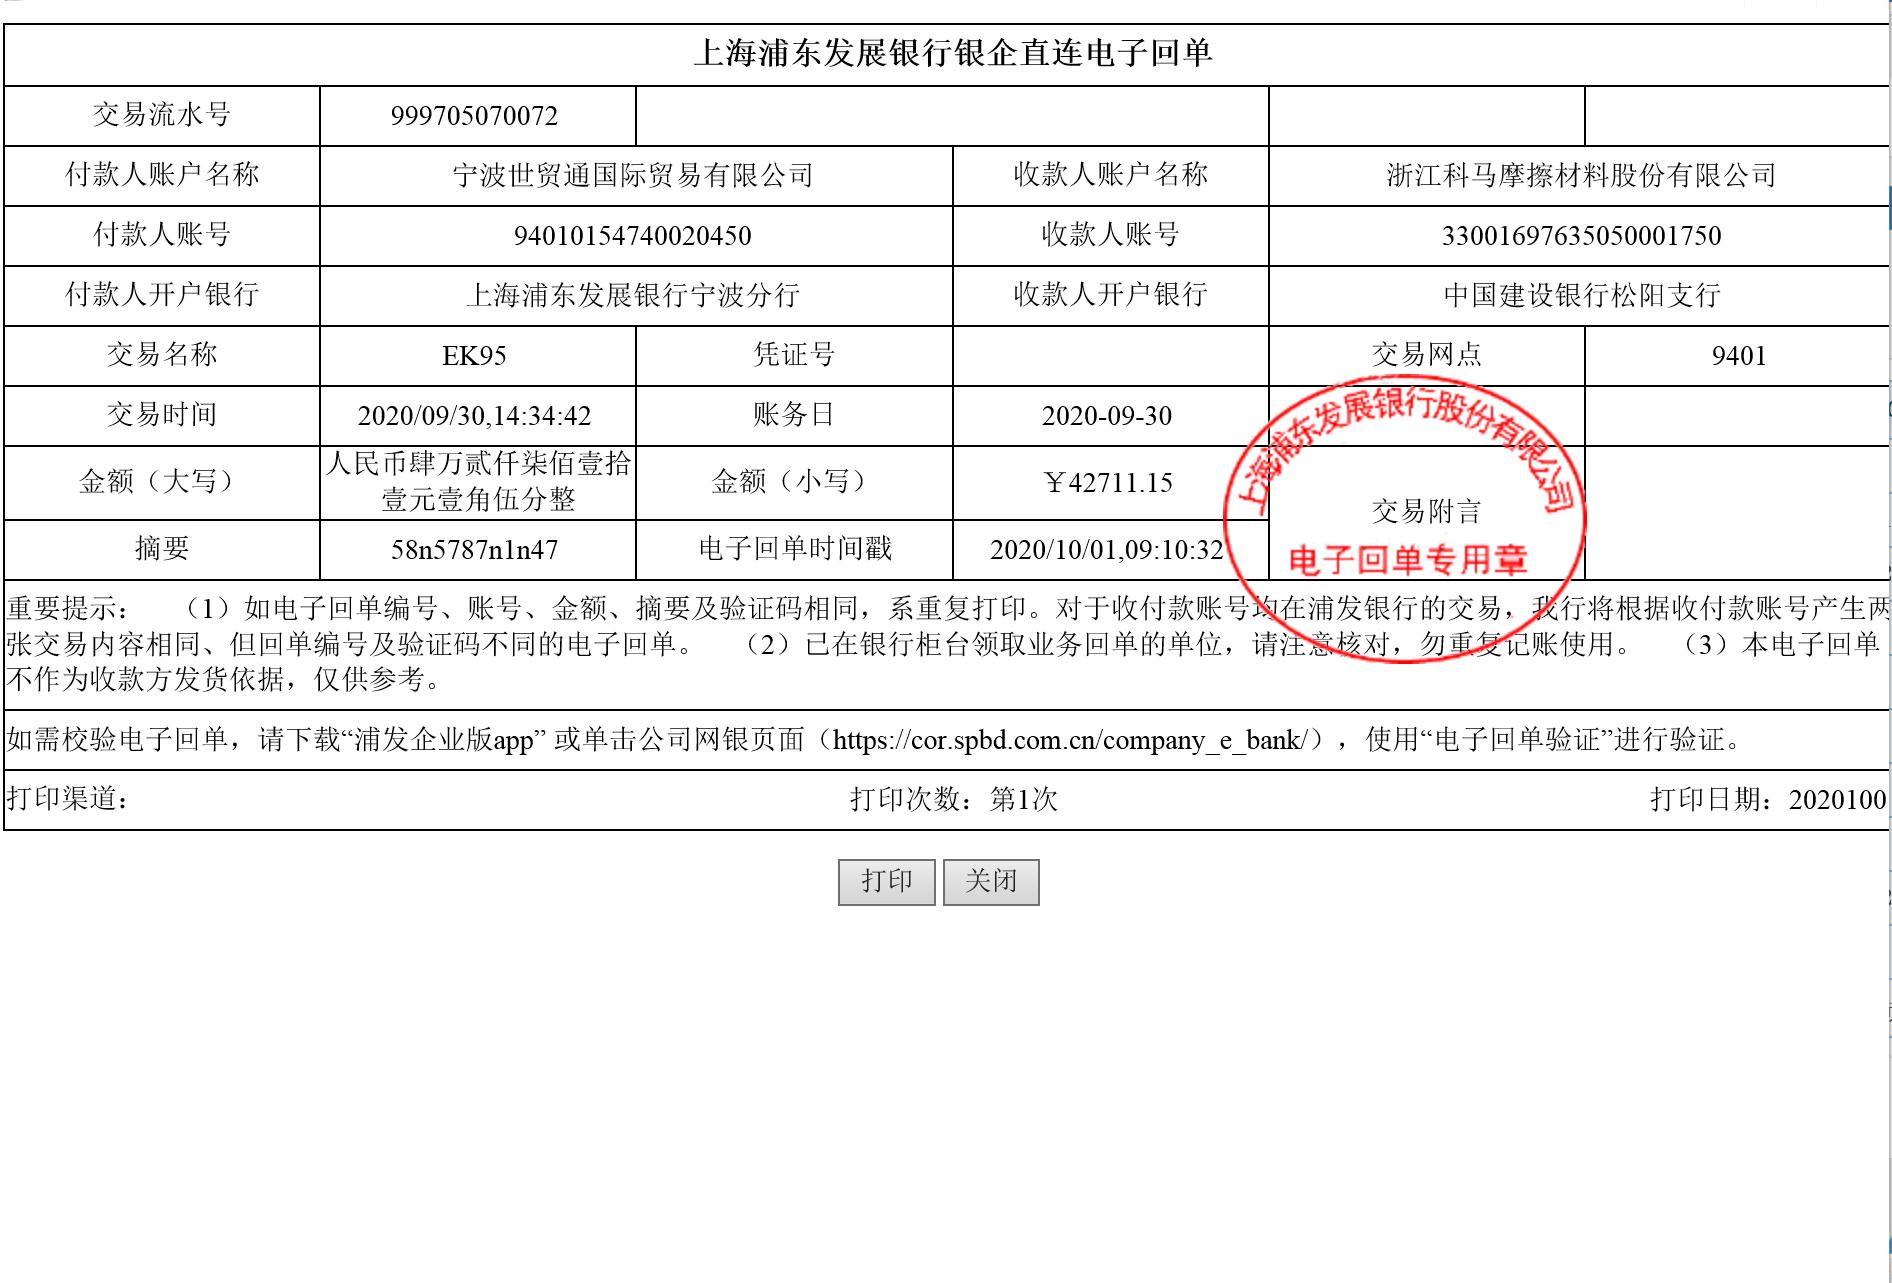 上海浦东发展银行银企直连电子回单
交易流水号 999705070072
付款人账户名称 宁波世贸通国际贸易有限公司 收款人账户名称 浙江科马摩擦材料股份有限公司
付款人账号 94010154740020450 收款人账号 33001697635050001750
付款人开户银行 上海浦东发展银行宁波分行 收款人开户银行 中国建设银行松阳支行
交易名称 EK95 凭证号 交易网点 9401
交易时间 2020/09/30,14:34:42 账务日 2020-09-30
金额（大写） 人民币肆万贰仟柒佰壹拾
壹元壹角伍分整 金额（小写） ￥42711.15
交易附言
摘要 58n5787n1n47 电子回单时间戳 2020/10/01,09:10:32
上海浦东发展银行股份有限公司
电子回单专用章
重要提示： （1）如电子回单编号、账号、金额、摘要及验证码相同，系重复打印。对于收付款账号均在浦发银行的交易，我行将根据收付款账号产生两
张交易内容相同、但回单编号及验证码不同的电子回单。 （2）已在银行柜台领取业务回单的单位，请注意核对，勿重复记账使用。 （3）本电子回单
不作为收款方发货依据，仅供参考。
如需校验电子回单，请下载“浦发企业版app” 或单击公司网银页面（https://cor.spbd.com.cn/company_e_bank/），使用“电子回单验证”进行验证。
打印渠道： 打印次数：第1次 打印日期：2020100
打印 关闭